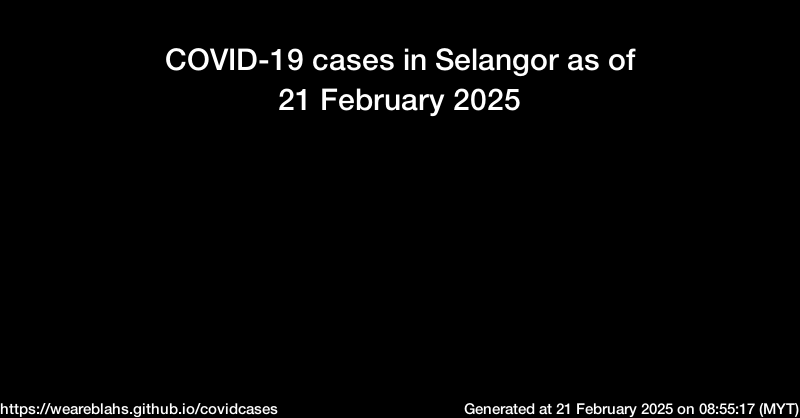 COVID-19 cases in Selangor as of
21 February 2025
https://weareblahs.github.io/covidcases
Generated at 21 February 2025 on 08:55:17 (MYT)